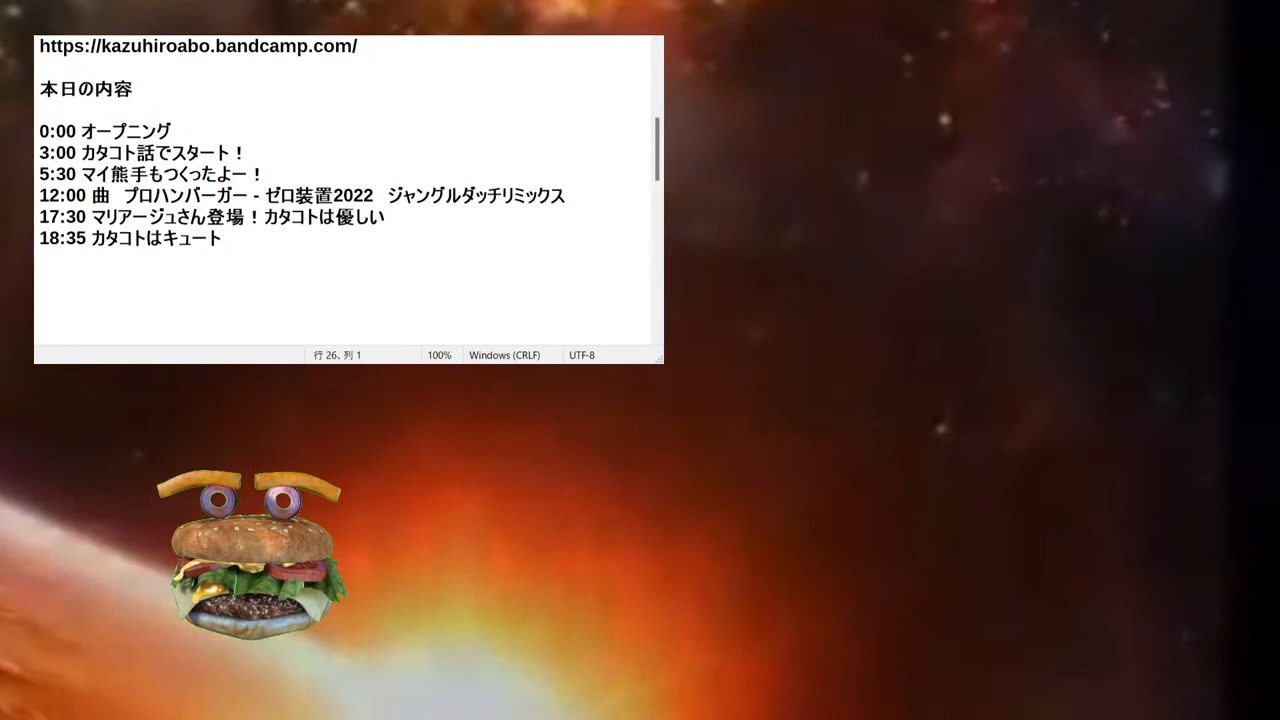 https://kazuhiroabo.bandcamp.com/
本日の内容
0:00 オープニング
3:00 カタコト話でスタート！
5:30 マイ熊手もつくったよー！
12:00 曲　プロハンバーガー - ゼロ装置2022　ジャングルダッチリミックス
17:30 マリアージュさん登場！カタコトは優しい
18:35 カタコトはキュート
行 26、列 1 100% Windows (CRLF) UTF-8